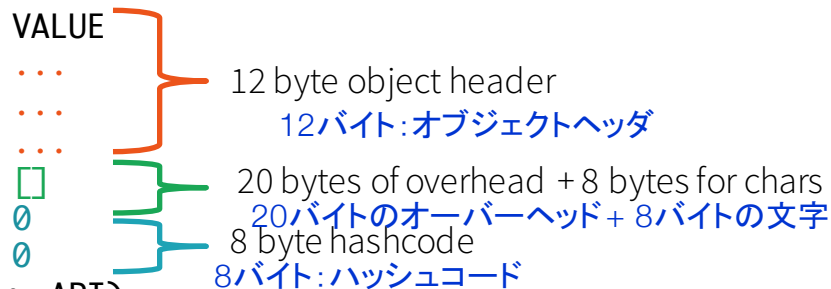 VALUE
...
12 byte object header
...
12バイト:オブジェクトヘッダ
...
[]
20 bytes of overhead + 8 bytes for chars
0
20バイトのオーバーヘッド+ 8バイトの文字
8 byte hashcode
0
8バイト:ハッシュコード